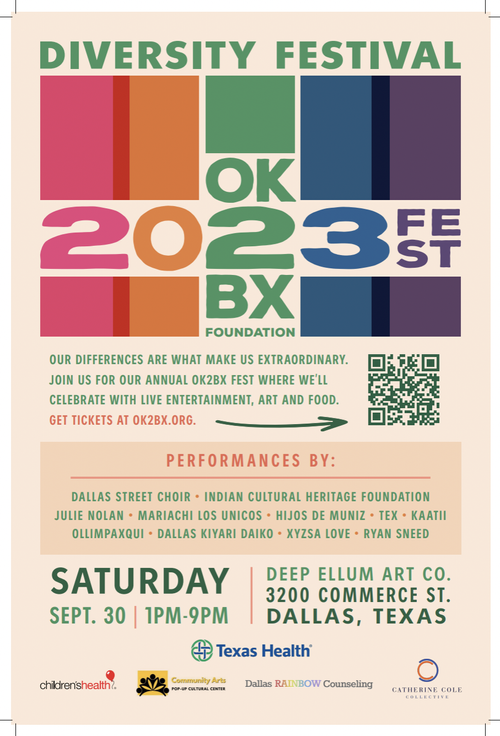 DIVERSITY FESTIVAL
OK
2023 FEST
BX
FOUNDATION
OUR DIFFERENCES ARE WHAT MAKE US EXTRAORDINARY.
JOIN US FOR OUR ANNUAL OK2BX FEST WHERE WE'LL
CELEBRATE WITH LIVE ENTERTAINMENT, ART AND FOOD.
GET TICKETS AT OK2BX.ORG.
PERFORMANCES BY:
DALLAS STREET CHOIR • INDIAN CULTURAL HERITAGE FOUNDATION
JULIE NOLAN • MARIACHI LOS UNICOS • HIJOS DE MUNIZ • TEX • KAATII
OLLIMPAXQUI • DALLAS KIYARI DAIKO • XYZSA LOVE • RYAN SNEED
SATURDAY
SEPT. 30 | 1PM-9PM
DEEP ELLUM ART CO.
3200 COMMERCE ST.
DALLAS, TEXAS
Texas Health
children'shealth
Community Arts
POP-UP CULTURAL CENTER
Dallas RAINBOW Counseling
CATHERINE COLE
COLLECTIVE